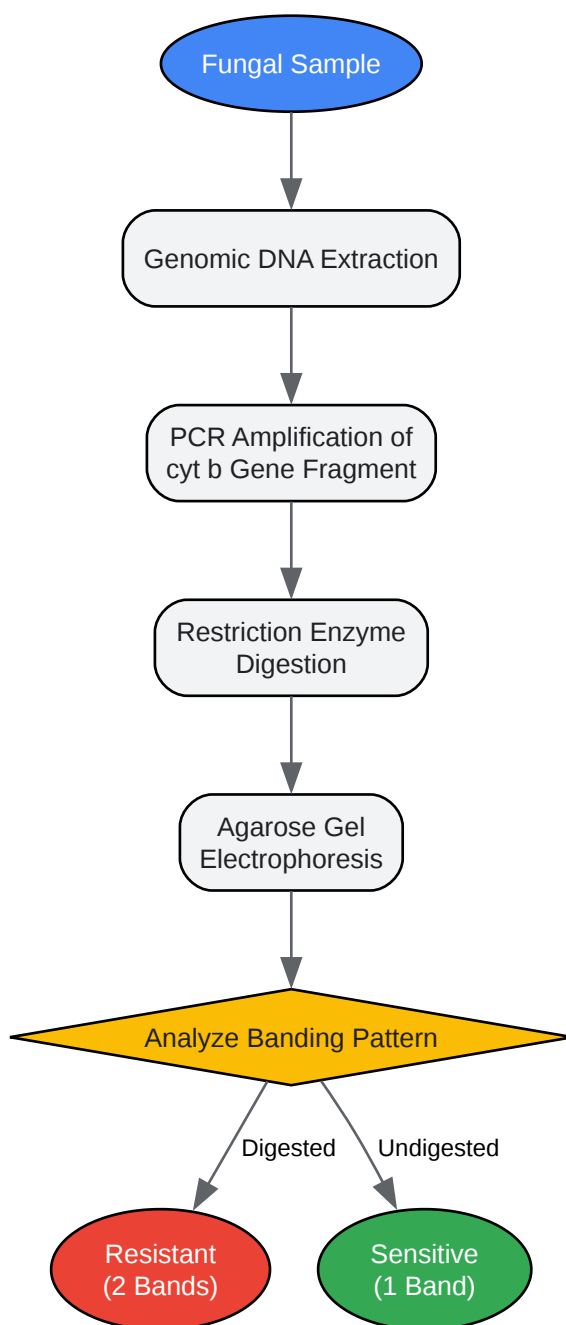 Fungal Sample
Genomic DNA Extraction
PCR Amplification of
cyt b Gene Fragment
Restriction Enzyme
Digestion
Agarose Gel
Electrophoresis
Analyze Banding Pattern
Digested
Undigested
Resistant
(2 Bands)
Sensitive
(1 Band)